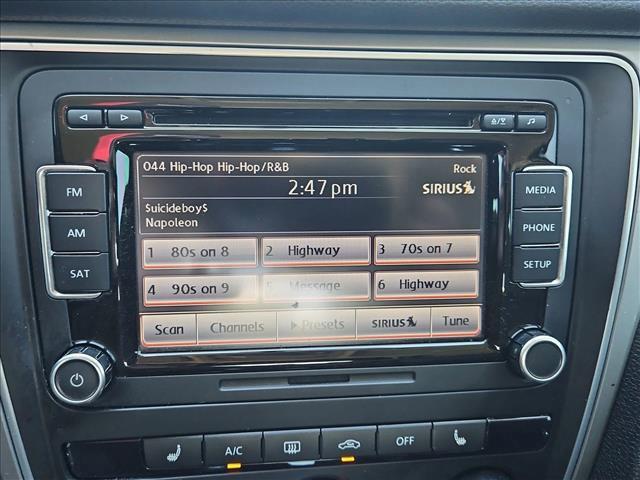 044 Hip-Hop Hip-Hop/R&B Rock
2:47 pm SIRIUS
$uicideboy$
Napoleon
1 80s on 8 2 Highway 3 70s on 7
4 90s on 9 5 Message 6 Highway
Scan Channels Presets SIRIUS Tune
FM
AM
SAT
MEDIA
PHONE
SETUP
A/C OFF